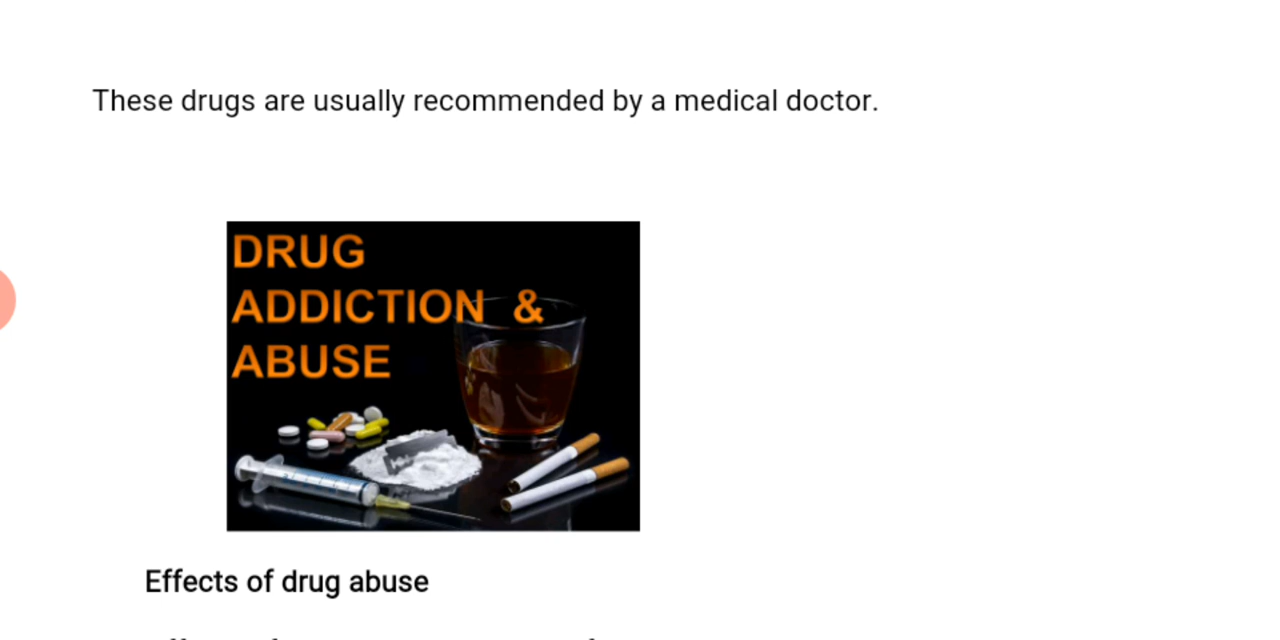 These drugs are usually recommended by a medical doctor.
DRUG
ADDICTION &
ABUSE
Effects of drug abuse